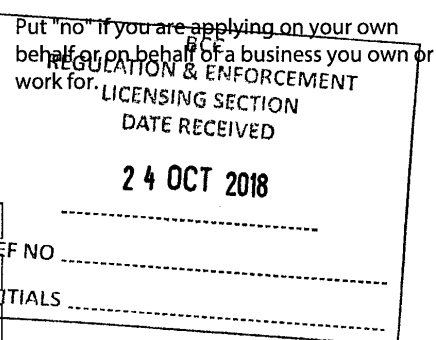 Put "no" if you are applying on your own
behalf or on behalf of a business you own or
work for.
BCC
REGULATION & ENFORCEMENT
LICENSING SECTION
DATE RECEIVED
24 OCT 2018
EF NO
ITIALS